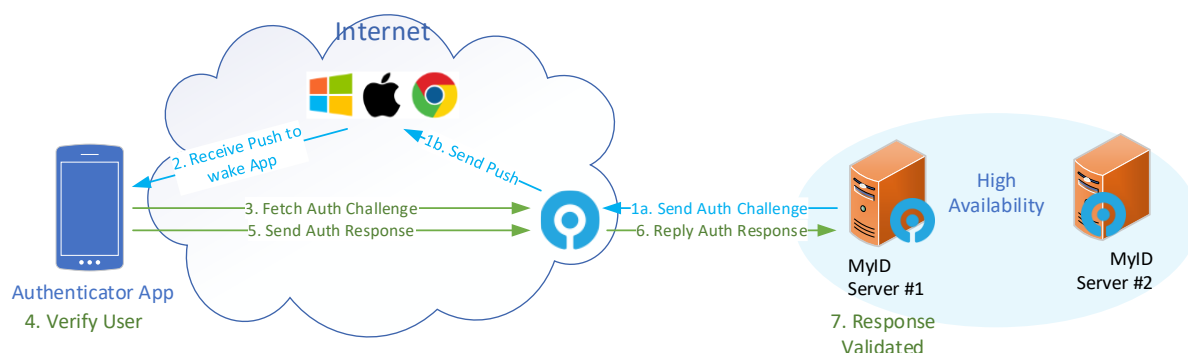 Internet
2. Receive Push to
wake App
1b. Send Push
3. Fetch Auth Challenge
5. Send Auth Response
1a. Send Auth Challenge
6. Reply Auth Response
High
Availability
Authenticator App
4. Verify User
MyID
Server #1
MyID
Server #2
7. Response
Validated